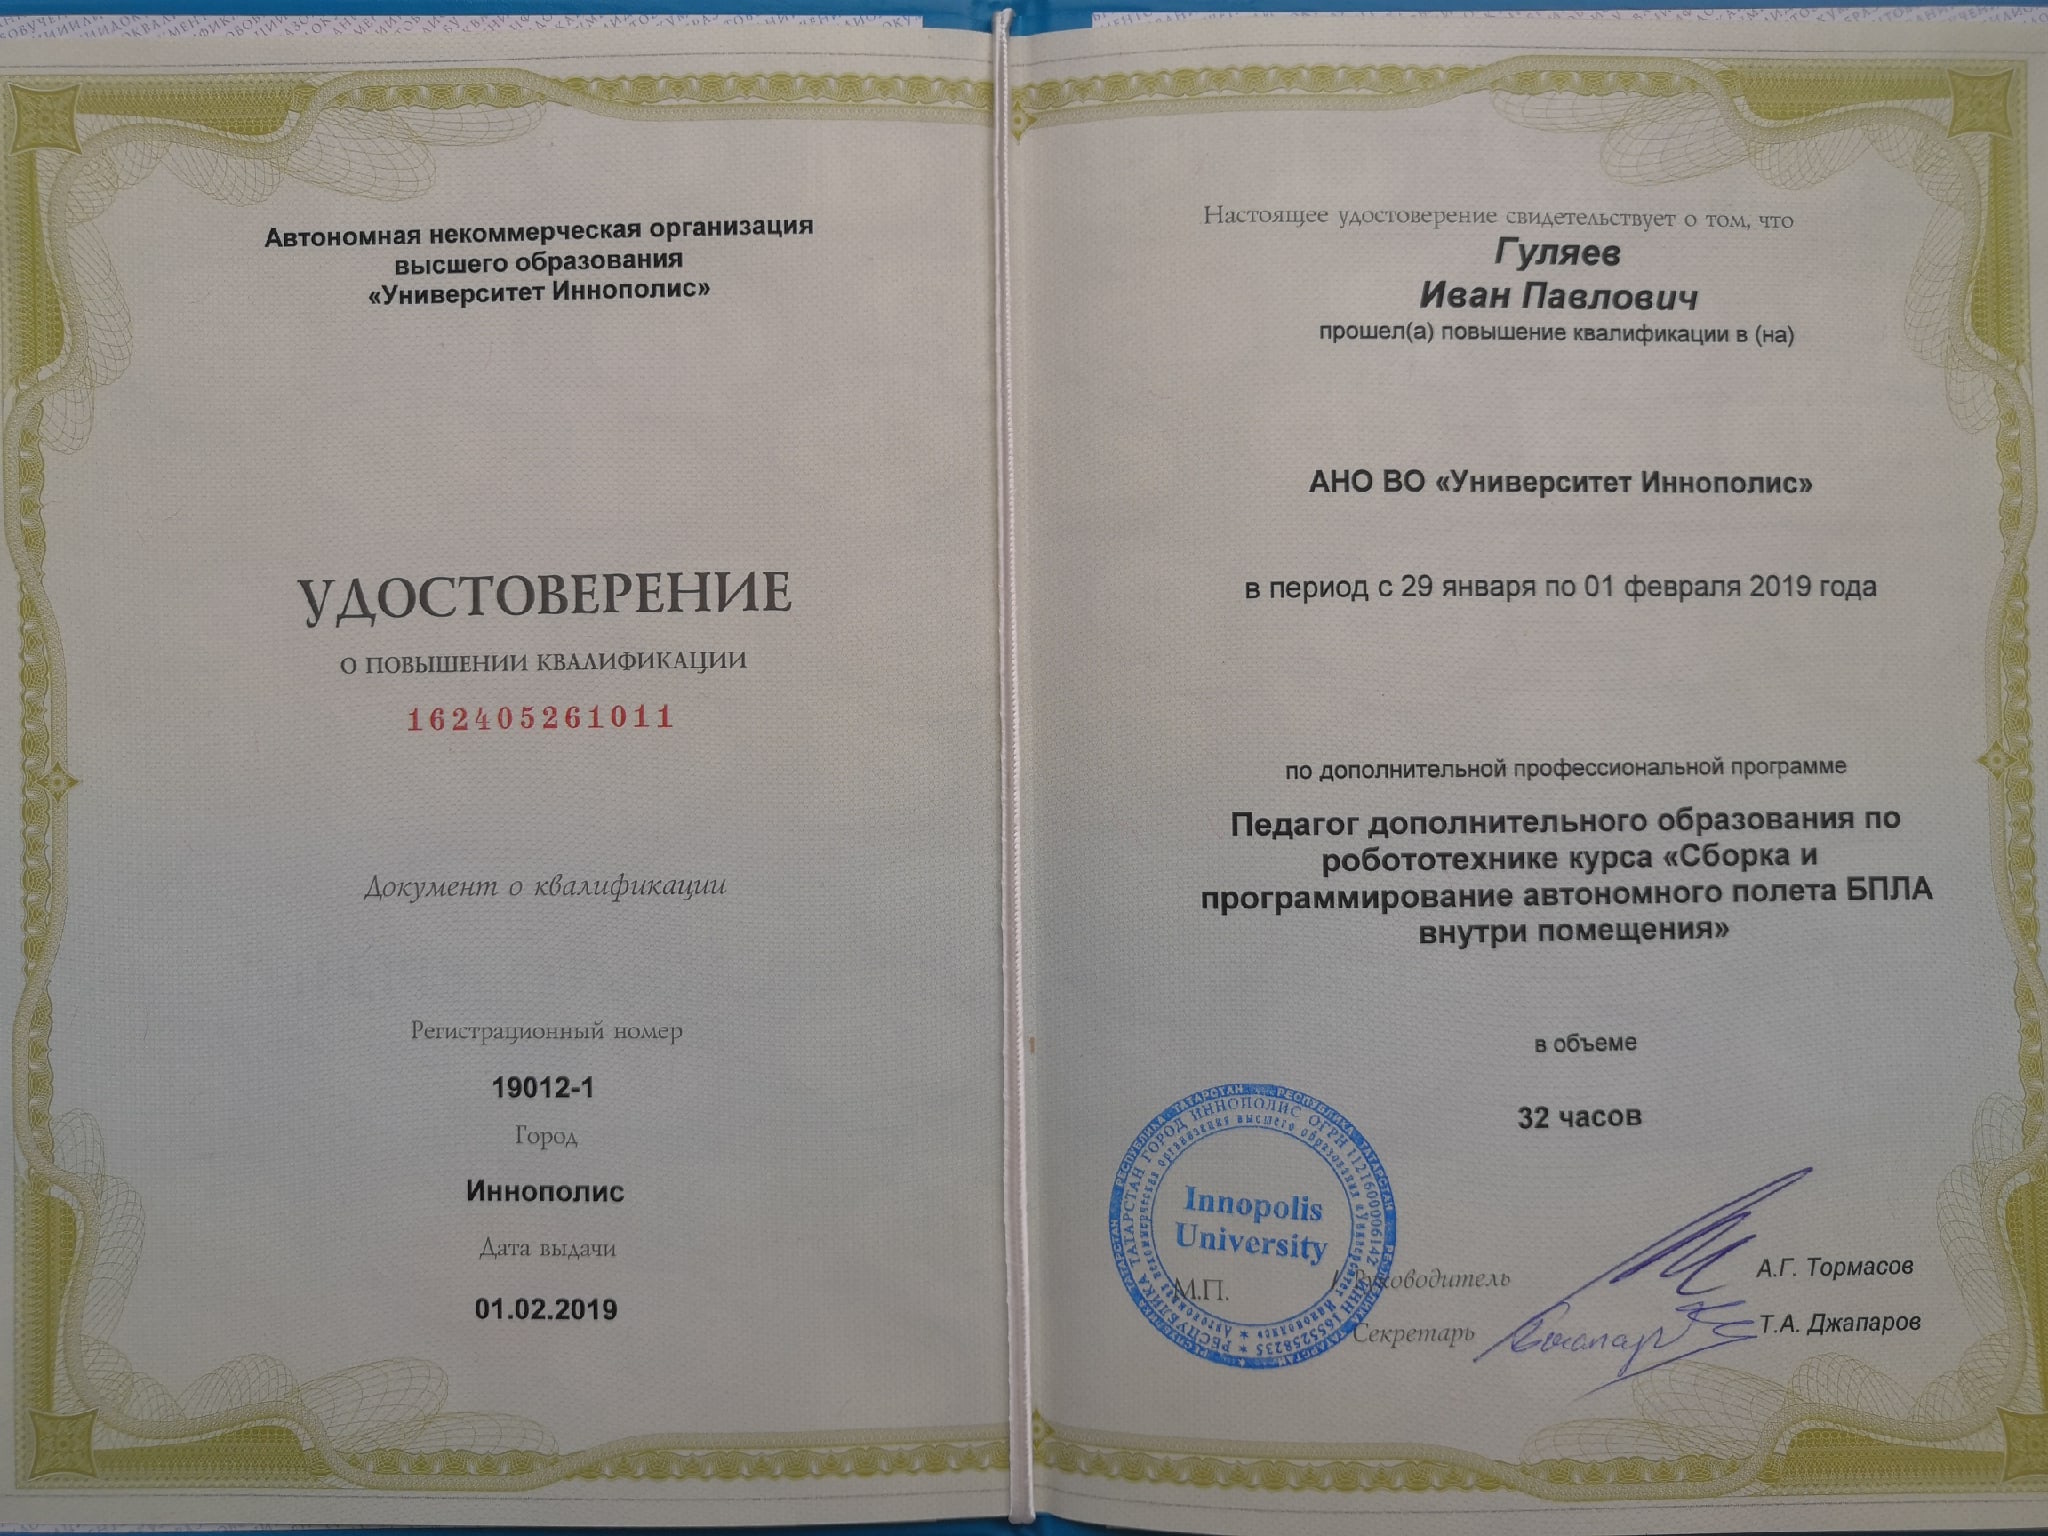 Автономная некоммерческая организация
высшего образования
«Университет Иннополис»
УДОСТОВЕРЕНИЕ
О ПОВЫШЕНИИ КВАЛИФИКАЦИИ
162405261011
Документ о квалификации
Регистрационный номер
19012-1
Город
Иннополис
Дата выдачи
01.02.2019
Настоящее удостоверение свидетельствует о том, что
Гуляев
Иван Павлович
прошел(а) повышение квалификации в (на)
АНО ВО «Университет Иннополис»
в период с 29 января по 01 февраля 2019 года
по дополнительной профессиональной программе
Педагог дополнительного образования по
робототехнике курса «Сборка и
программирование автономного полета БПЛА
внутри помещения»
в объеме
32 часов
РЕСПУБЛИКА ТАТАРСТАН ГОРОД ИННОПОЛИС ОГРН 1121600006142 ИНН 1655258235
Автономная некоммерческая организация высшего образования «Университет Иннополис»
Innopolis
University
М.П.
Руководитель
А.Г. Тормасов
Секретарь
Т.А. Джапаров